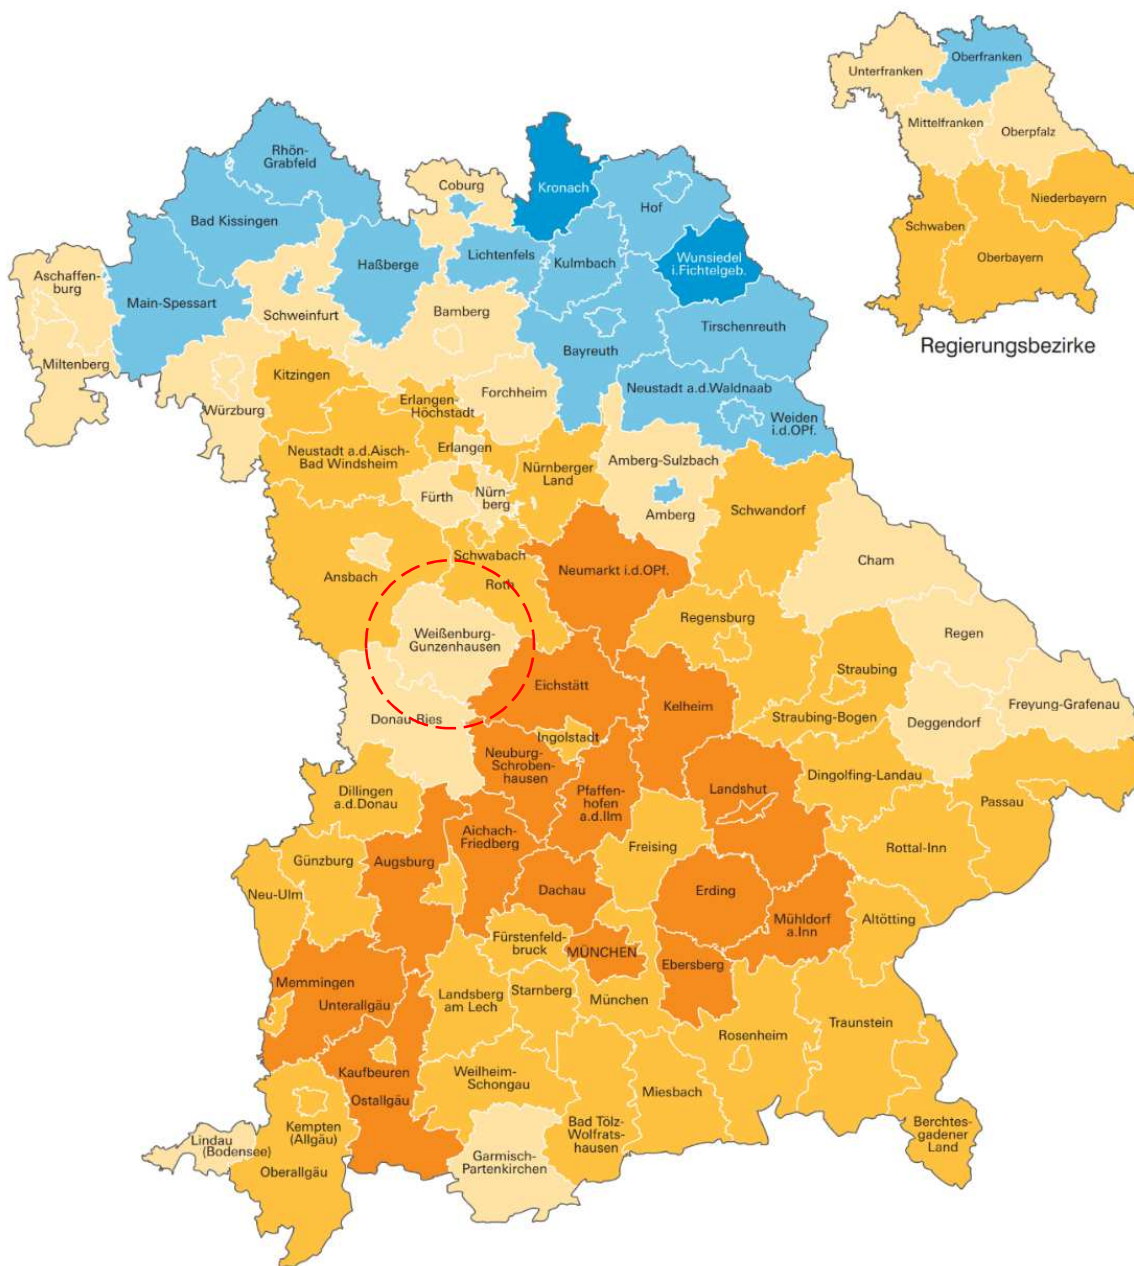 Oberfranken
Unterfranken
Mittelfranken
Oberpfalz
Niederbayern
Schwaben
Oberbayern
Regierungsbezirke
Rhön-
Grabfeld
Coburg
Kronach
Hof
Bad Kissingen
Lichtenfels
Kulmbach
Wunsiedel
i.Fichtelgeb.
Haßberge
Aschaffen-
burg
Main-Spessart
Schweinfurt
Bamberg
Tirschenreuth
Bayreuth
Miltenberg
Kitzingen
Würzburg
Forchheim
Erlangen-
Höchstadt
Neustadt a.d.Waldnaab
Weiden
i.d.OPf.
Neustadt a.d.Aisch-
Bad Windsheim
Erlangen
Nürnberger
Land
Amberg-Sulzbach
Fürth
Nürn-
berg
Amberg
Schwandorf
Schwabach
Ansbach
Roth
Neumarkt i.d.OPf.
Cham
Weißenburg-
Gunzenhausen
Regensburg
Regen
Straubing
Eichstätt
Kelheim
Freyung-Grafenau
Donau-Ries
Straubing-Bogen
Deggendorf
Ingolstadt
Neuburg-
Schroben-
hausen
Dingolfing-Landau
Dillingen
a.d.Donau
Pfaffen-
hofen
a.d.Ilm
Landshut
Passau
Aichach-
Friedberg
Günzburg
Augsburg
Freising
Rottal-Inn
Neu-Ulm
Dachau
Erding
Mühldorf
a.Inn
Altötting
Fürstenfeld-
bruck
MÜNCHEN
Ebersberg
Memmingen
Unterallgäu
Landsberg
am Lech
Starnberg
München
Rosenheim
Traunstein
Kaufbeuren
Ostallgäu
Weilheim-
Schongau
Miesbach
Kempten
(Allgäu)
Bad Tölz-
Wolfrats-
hausen
Berchtes-
gadener
Land
Lindau
(Bodensee)
Oberallgäu
Garmisch-
Partenkirchen